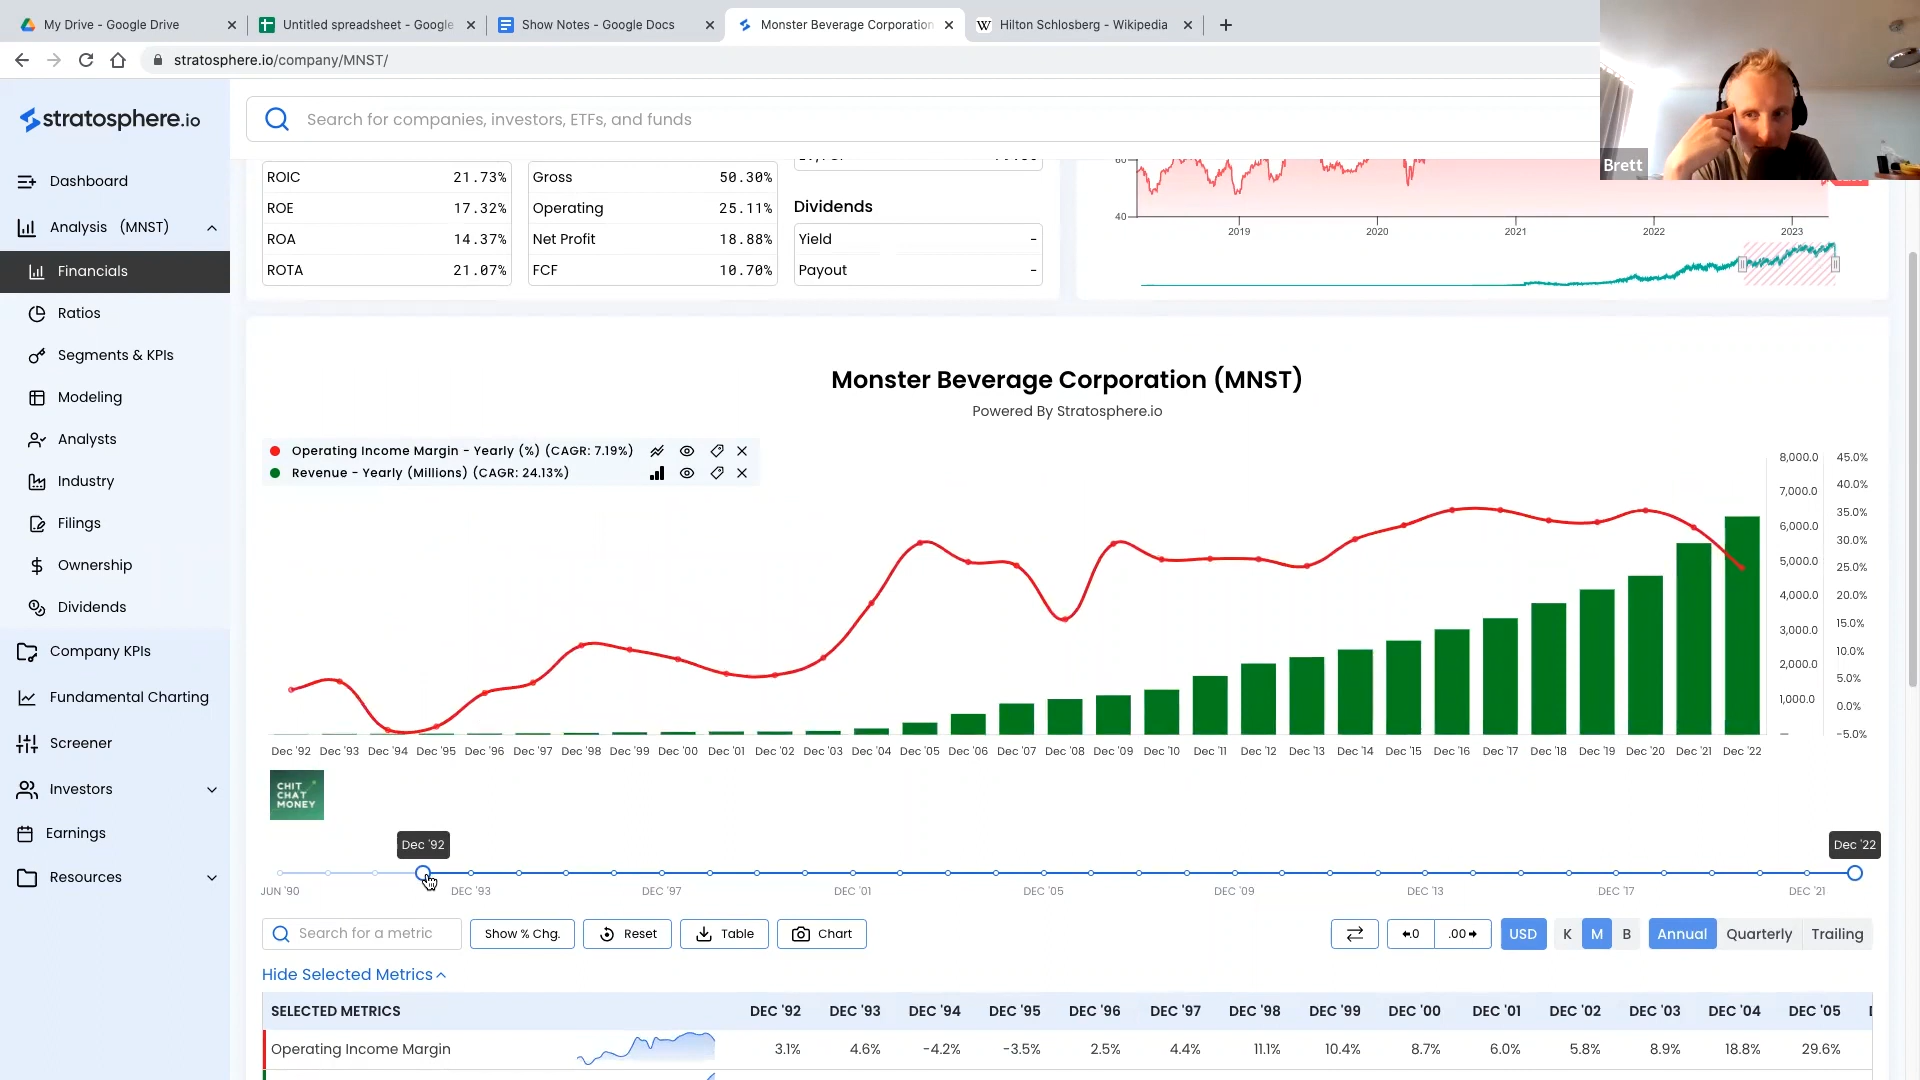 My Drive - Google Drive
Untitled spreadsheet - Google
Show Notes - Google Docs
Monster Beverage Corporation
W Hilton Schlosberg - Wikipedia
stratosphere.io/company/MNST/
stratosphere.io
Search for companies, investors, ETFs, and funds
Brett
Dashboard
Analysis (MNST)
Financials
Ratios
Segments & KPIs
Modeling
Analysts
Industry
Filings
Ownership
Dividends
Company KPIs
Fundamental Charting
Screener
Investors
Earnings
Resources
ROIC 21.73%
ROE 17.32%
ROA 14.37%
ROTA 21.07%
Gross 50.30%
Operating 25.11%
Net Profit 18.88%
FCF 10.70%
Dividends
Yield -
Payout -
60
40
2019 2020 2021 2022 2023
Monster Beverage Corporation (MNST)
Powered By Stratosphere.io
Operating Income Margin - Yearly (%) (CAGR: 7.19%)
Revenue - Yearly (Millions) (CAGR: 24.13%)
8,000.0 45.0%
7,000.0 40.0%
35.0%
6,000.0 30.0%
5,000.0 25.0%
4,000.0 20.0%
3,000.0 15.0%
10.0%
2,000.0 5.0%
1,000.0 0.0%
— -5.0%
Dec '92 Dec '93 Dec '94 Dec '95 Dec '96 Dec '97 Dec '98 Dec '99 Dec '00 Dec '01 Dec '02 Dec '03 Dec '04 Dec '05 Dec '06 Dec '07 Dec '08 Dec '09 Dec '10 Dec '11 Dec '12 Dec '13 Dec '14 Dec '15 Dec '16 Dec '17 Dec '18 Dec '19 Dec '20 Dec '21 Dec '22
CHIT
CHAT
MONEY
Dec '92 Dec '22
JUN '90 DEC '93 DEC '97 DEC '01 DEC '05 DEC '09 DEC '13 DEC '17 DEC '21
Search for a metric Show % Chg. Reset Table Chart .0 .00 USD K M B Annual Quarterly Trailing
Hide Selected Metrics
SELECTED METRICS DEC '92 DEC '93 DEC '94 DEC '95 DEC '96 DEC '97 DEC '98 DEC '99 DEC '00 DEC '01 DEC '02 DEC '03 DEC '04 DEC '05
Operating Income Margin 3.1% 4.6% -4.2% -3.5% 2.5% 4.4% 11.1% 10.4% 8.7% 6.0% 5.8% 8.9% 18.8% 29.6%